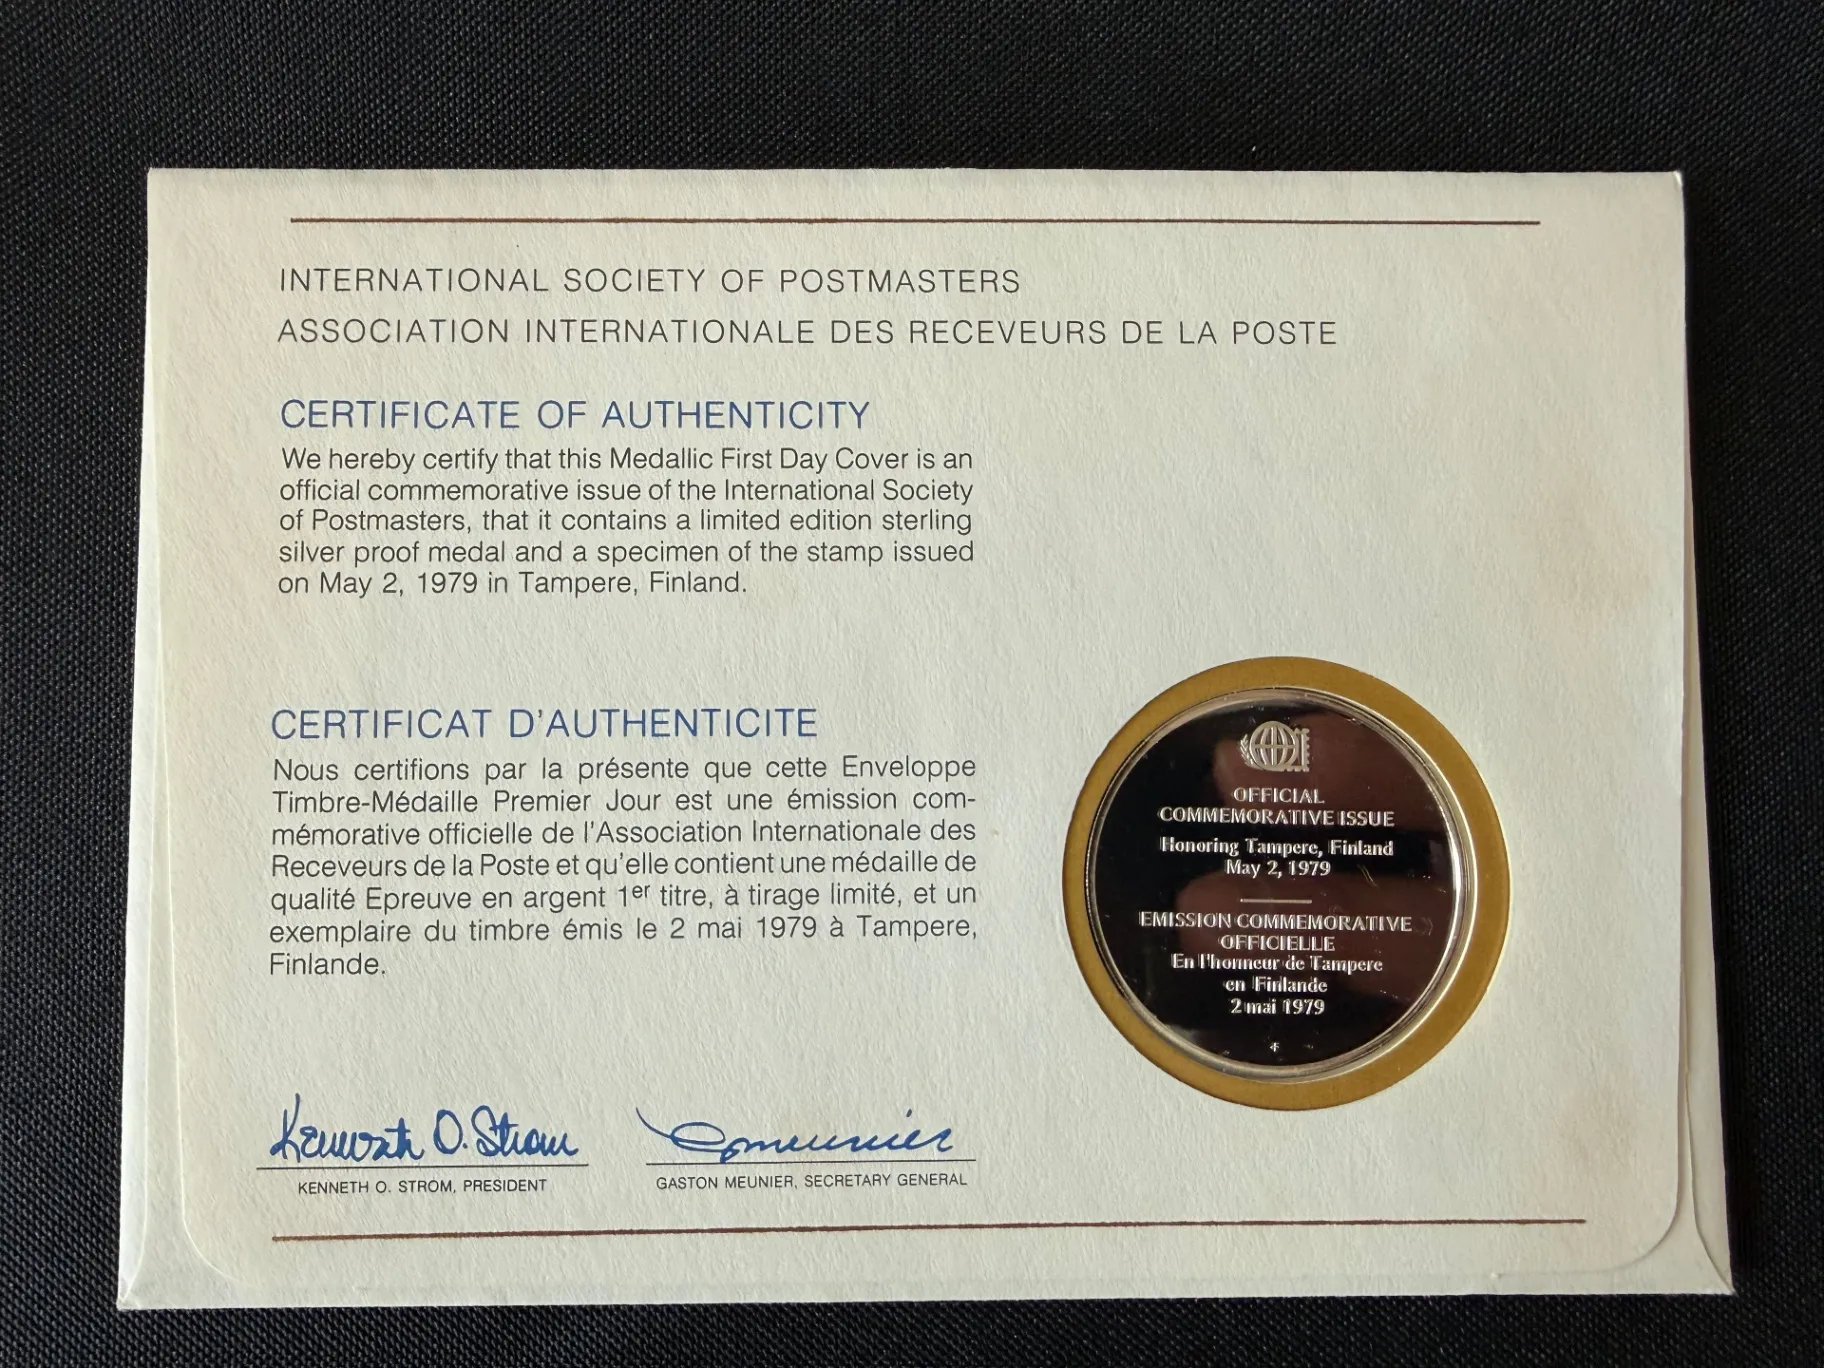 INTERNATIONAL SOCIETY OF POSTMASTERS
ASSOCIATION INTERNATIONALE DES RECEVEURS DE LA POSTE
CERTIFICATE OF AUTHENTICITY
We hereby certify that this Medallic First Day Cover is an
official commemorative issue of the International Society
of Postmasters, that it contains a limited edition sterling
silver proof medal and a specimen of the stamp issued
on May 2, 1979 in Tampere, Finland.
CERTIFICAT D'AUTHENTICITE
Nous certifions par la présente que cette Enveloppe
Timbre-Médaille Premier Jour est une émission com-
mémorative officielle de l'Association Internationale des
Receveurs de la Poste et qu'elle contient une médaille de
qualité Epreuve en argent 1er titre, à tirage limité, et un
exemplaire du timbre émis le 2 mai 1979 à Tampere,
Finlande.
OFFICIAL
COMMEMORATIVE ISSUE
Honoring Tampere, Finland
May 2, 1979
EMISSION COMMEMORATIVE
OFFICIELLE
En l'honneur de Tampere
en Finlande
2 mai 1979
Kenneth O. Strom
KENNETH O. STROM, PRESIDENT
GMeunier
GASTON MEUNIER, SECRETARY GENERAL